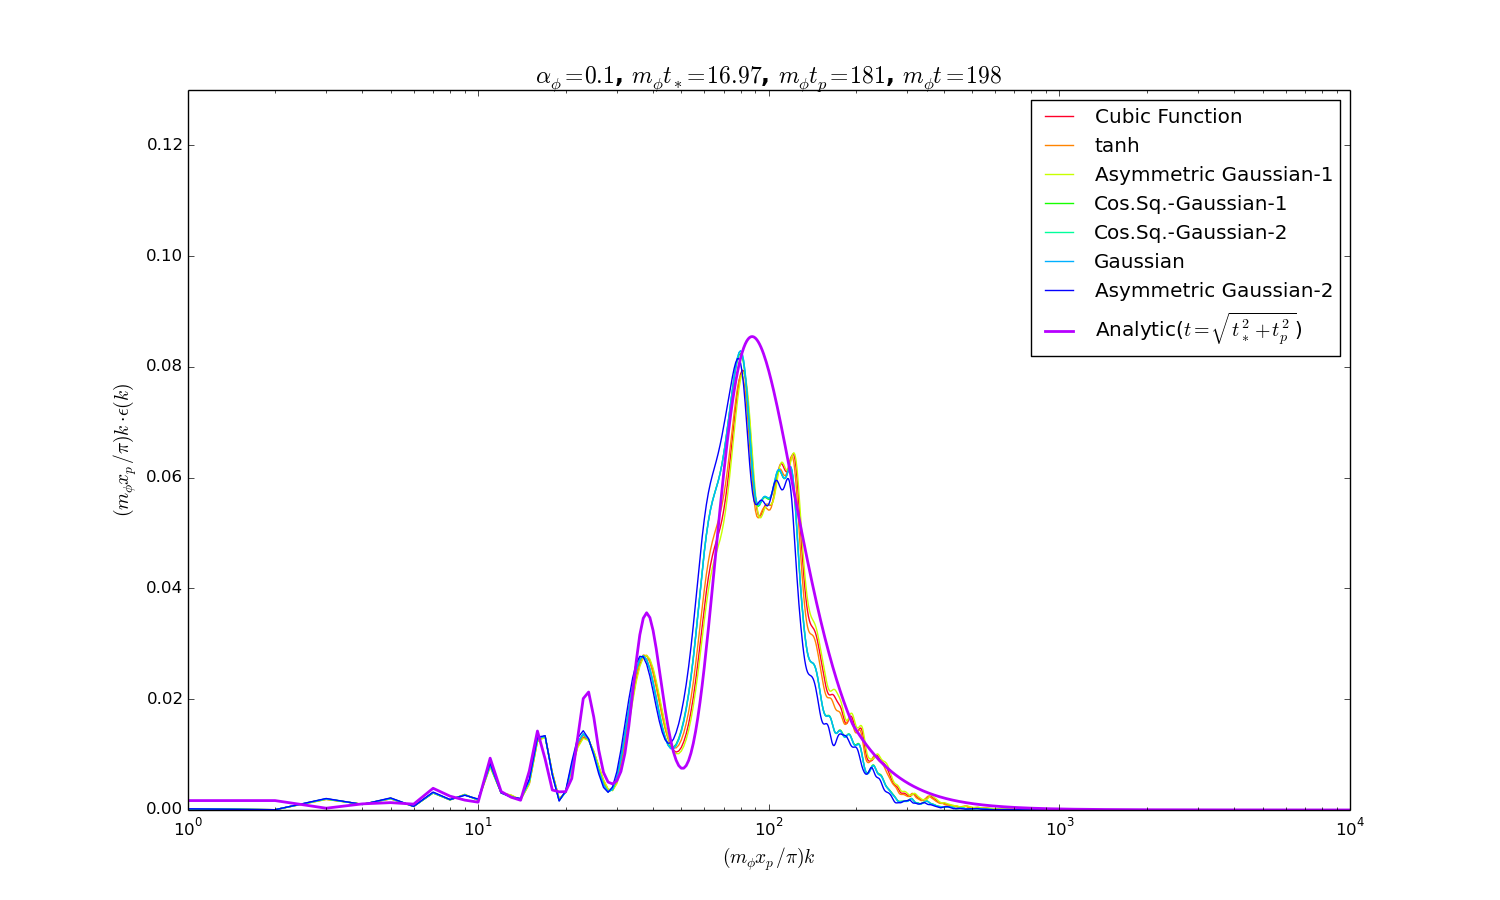 α_ϕ=0.1, m_ϕt_*=16.97, m_ϕt_p=181, m_ϕt=198
Cubic Function
tanh
Asymmetric Gaussian-1
Cos.Sq.-Gaussian-1
Cos.Sq.-Gaussian-2
Gaussian
Asymmetric Gaussian-2
Analytic(t=√t_*^2+t_p^2)
0.12
0.10
0.08
0.06
0.04
0.02
0.00
(m_ϕx_p/π)k·ϵ(k)
10^0 10^1 10^2 10^3 10^4
(m_ϕx_p/π)k